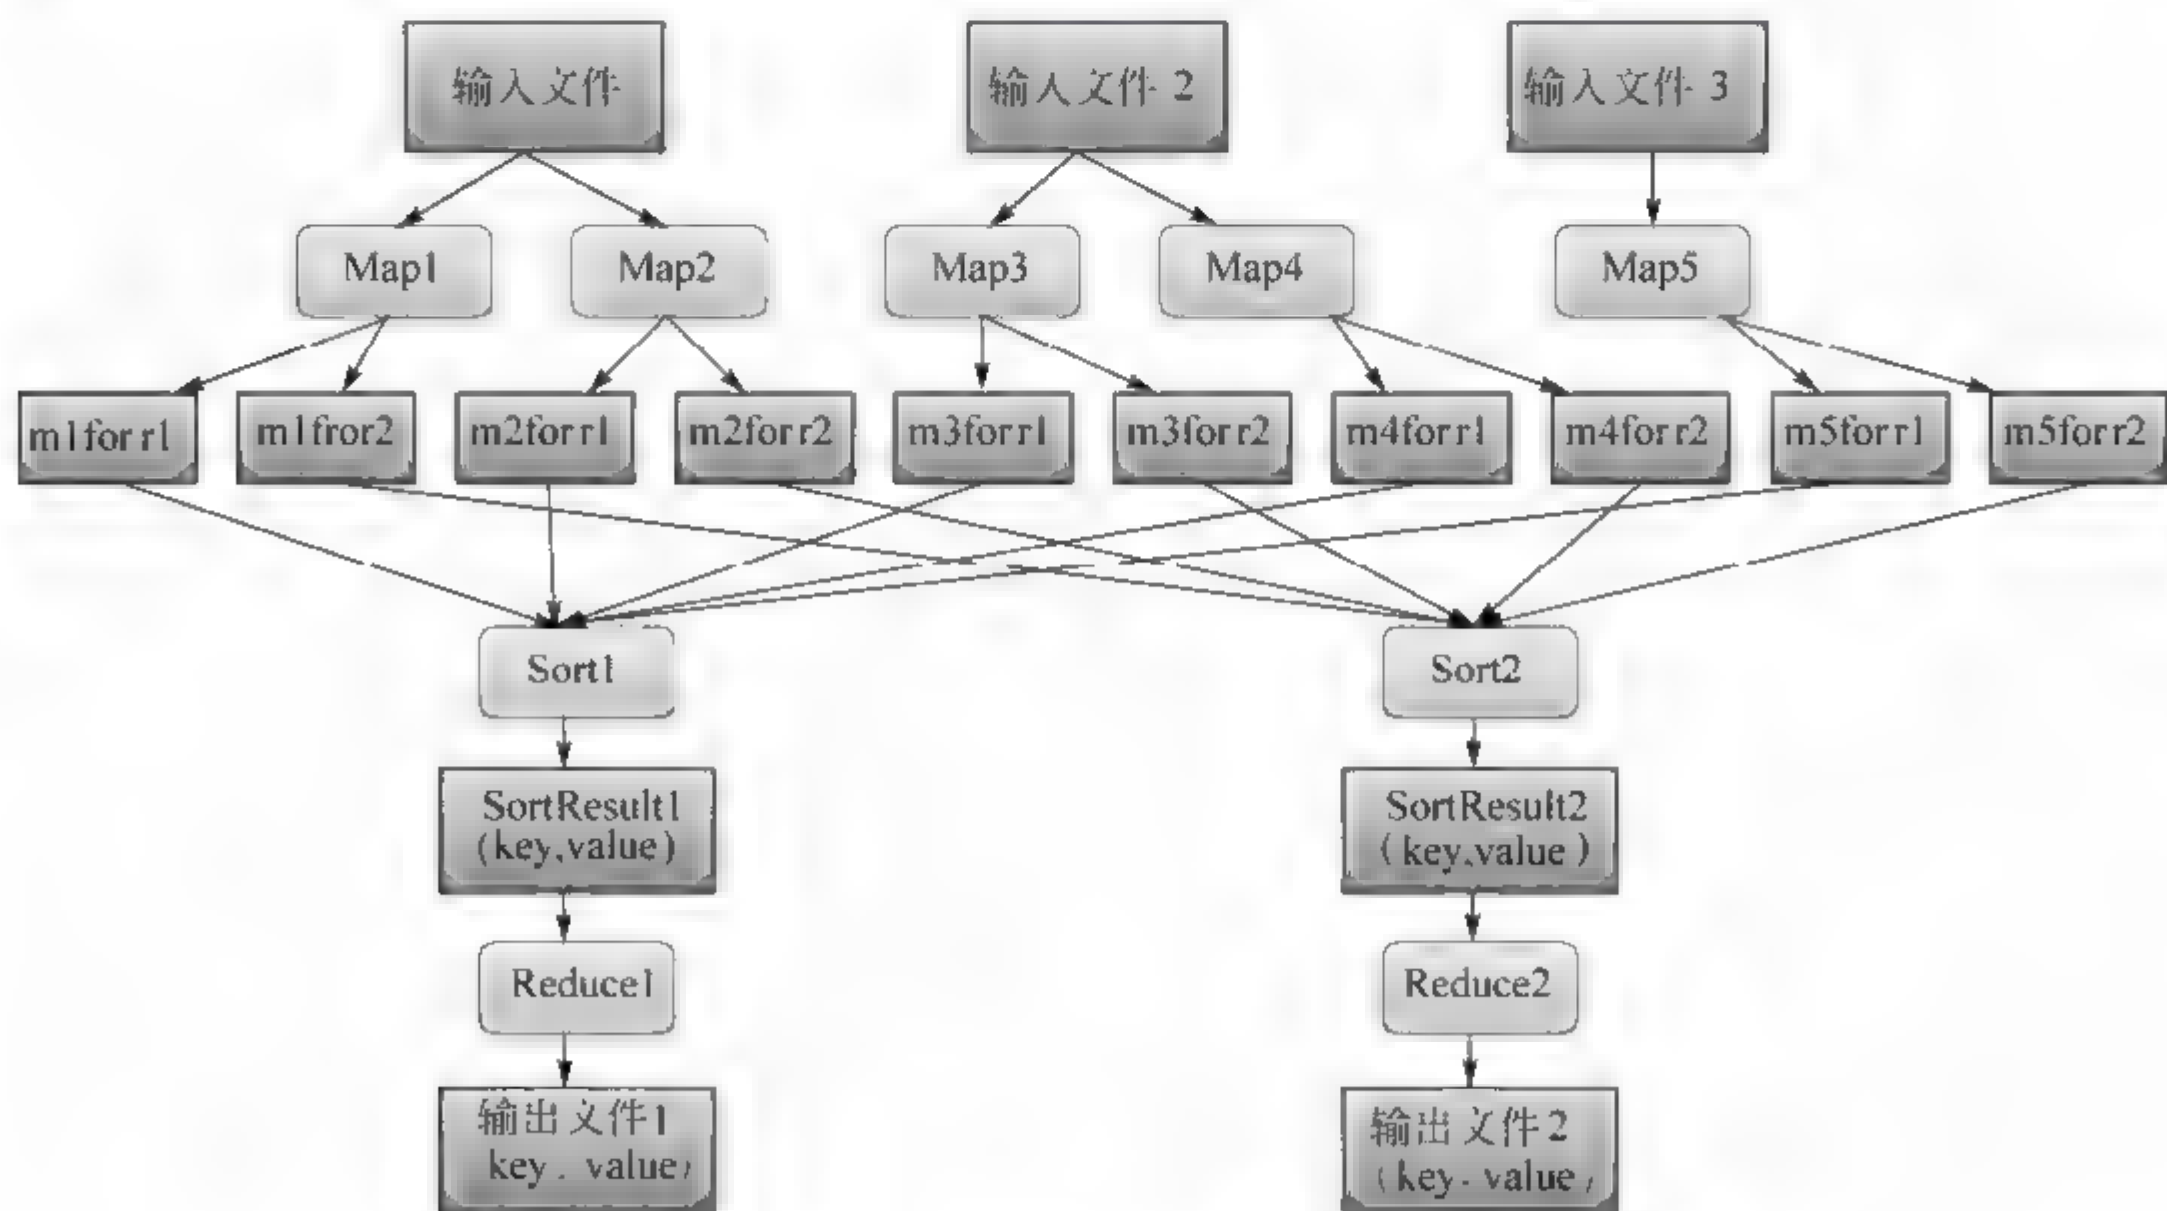 输入文件
输入文件 2
输入文件 3
Map1
Map2
Map3
Map4
Map5
m1forr1
m1fror2
m2forr1
m2forr2
m3forr1
m3forr2
m4forr1
m4forr2
m5forr1
m5forr2
Sort1
Sort2
SortResult1
(key,value)
SortResult2
(key,value)
Reduce1
Reduce2
输出文件1
key, value)
输出文件2
(key, value)